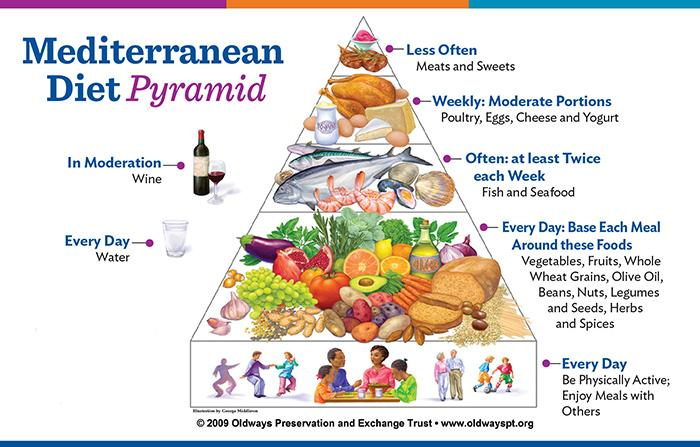 Mediterranean
Diet Pyramid
Less Often
Meats and Sweets
Weekly: Moderate Portions
Poultry, Eggs, Cheese and Yogurt
In Moderation
Wine
Often: at least Twice
each Week
Fish and Seafood
Every Day
Water
Every Day: Base Each Meal
Around these Foods
Vegetables, Fruits, Whole
Wheat Grains, Olive Oil,
Beans, Nuts, Legumes
and Seeds, Herbs
and Spices
Every Day
Be Physically Active;
Enjoy Meals with
Others
Illustration by George Middleton
© 2009 Oldways Preservation and Exchange Trust • www.oldwayspt.org